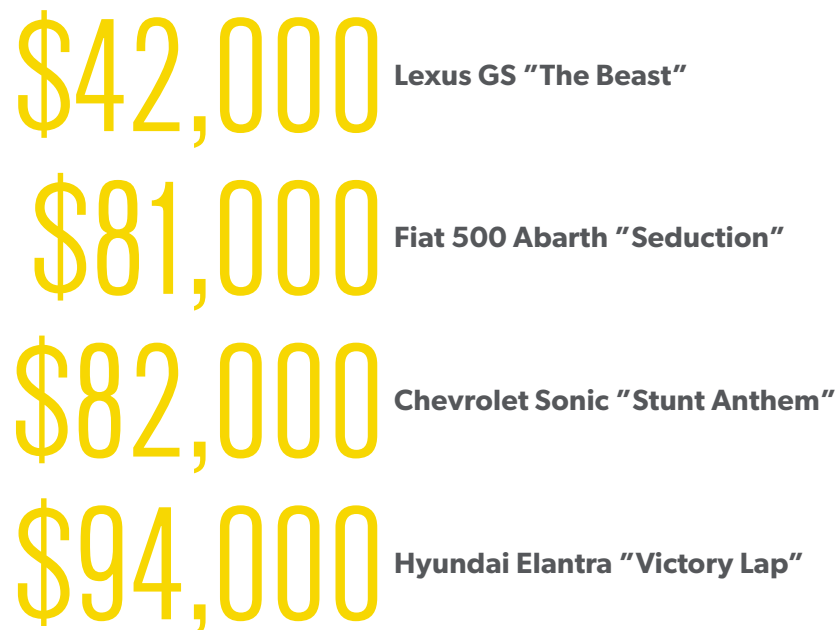 $42,000 Lexus GS ”The Beast”
$81,000 Fiat 500 Abarth ”Seduction”
$82,000 Chevrolet Sonic ”Stunt Anthem”
$94,000 Hyundai Elantra ”Victory Lap”